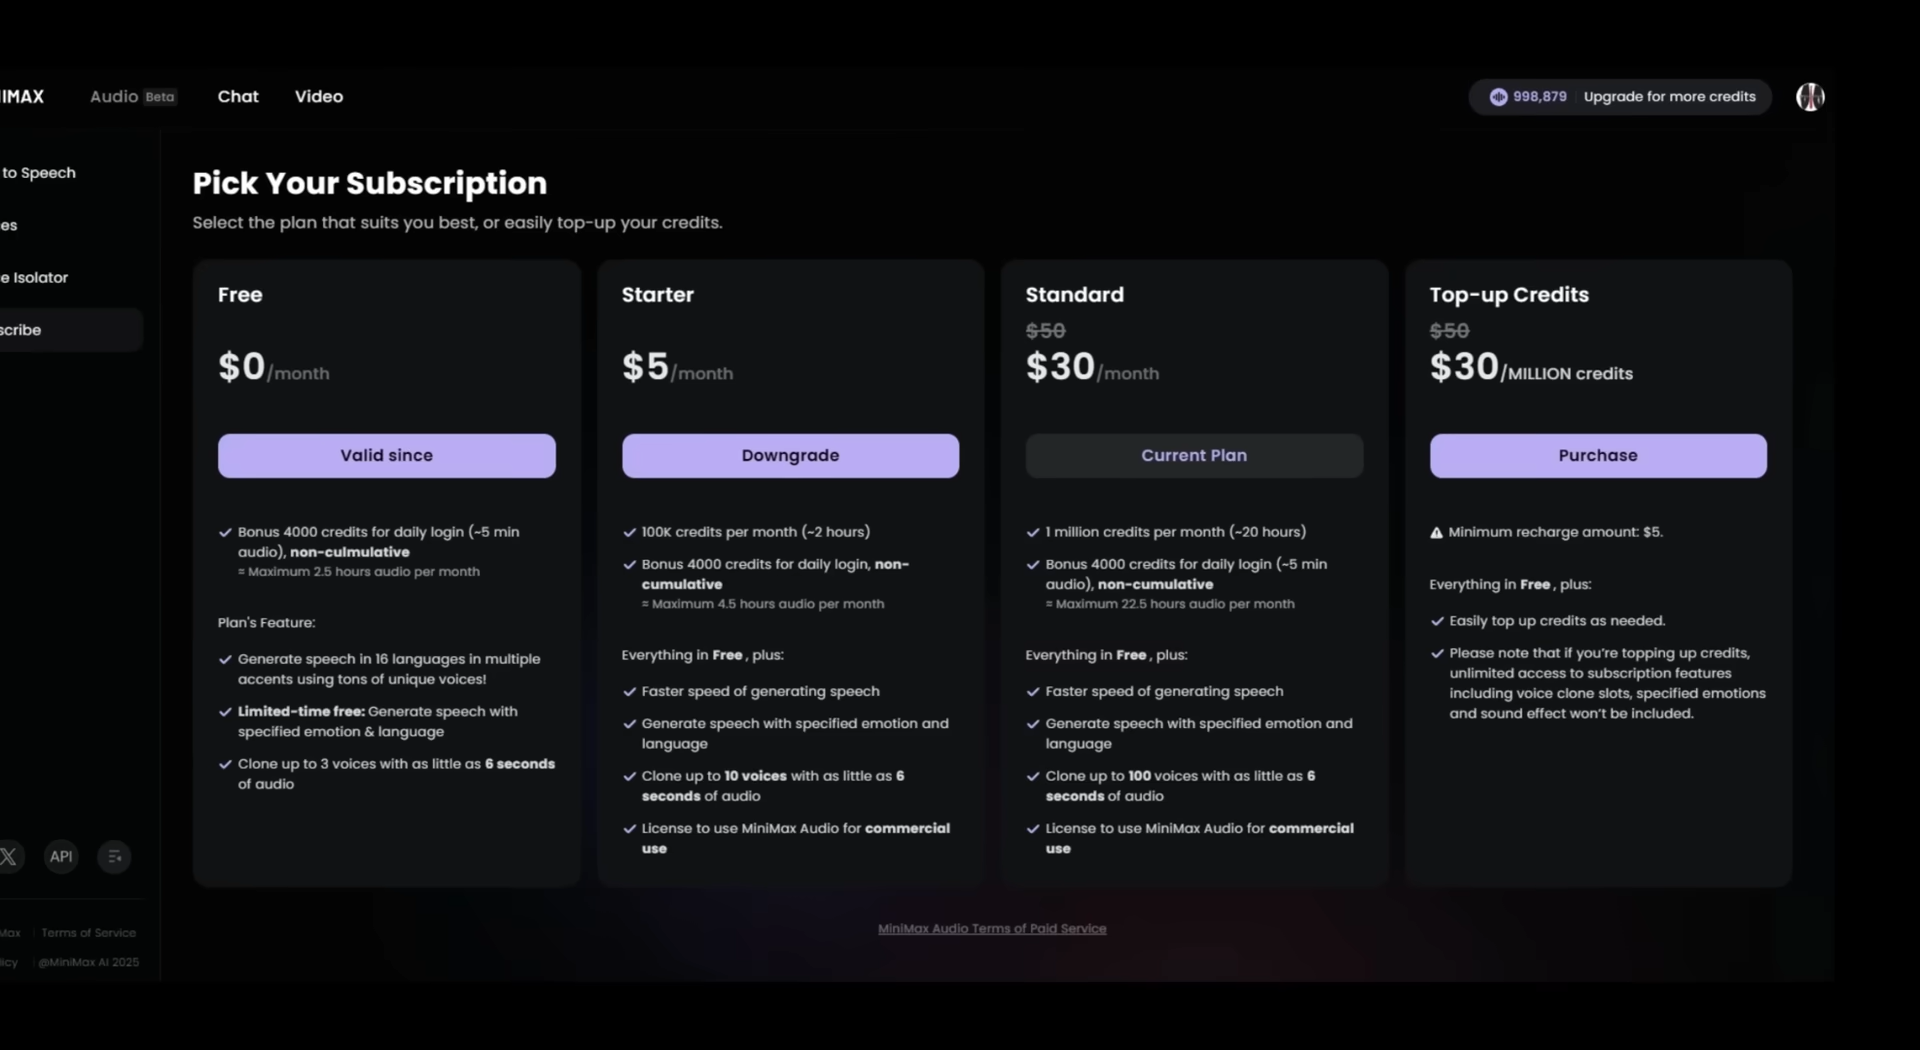 IMAX
Audio Beta
Chat
Video
998,879
Upgrade for more credits
to Speech
es
e Isolator
scribe
API
Max
Terms of Service
icy
@MiniMax AI 2025
Pick Your Subscription
Select the plan that suits you best, or easily top-up your credits.
Free
$0/month
Valid since
Bonus 4000 credits for daily login (~5 min
audio), non-culmulative
= Maximum 2.5 hours audio per month
Plan's Feature:
Generate speech in 16 languages in multiple
accents using tons of unique voices!
Limited-time free: Generate speech with
specified emotion & language
Clone up to 3 voices with as little as 6 seconds
of audio
Starter
$5/month
Downgrade
100K credits per month (~2 hours)
Bonus 4000 credits for daily login, non-
cumulative
= Maximum 4.5 hours audio per month
Everything in Free , plus:
Faster speed of generating speech
Generate speech with specified emotion and
language
Clone up to 10 voices with as little as 6
seconds of audio
License to use MiniMax Audio for commercial
use
Standard
$50
$30/month
Current Plan
1 million credits per month (~20 hours)
Bonus 4000 credits for daily login (~5 min
audio), non-cumulative
= Maximum 22.5 hours audio per month
Everything in Free , plus:
Faster speed of generating speech
Generate speech with specified emotion and
language
Clone up to 100 voices with as little as 6
seconds of audio
License to use MiniMax Audio for commercial
use
Top-up Credits
$50
$30/MILLION credits
Purchase
Minimum recharge amount: $5.
Everything in Free , plus:
Easily top up credits as needed.
Please note that if you're topping up credits,
unlimited access to subscription features
including voice clone slots, specified emotions
and sound effect won't be included.
MiniMax Audio Terms of Paid Service